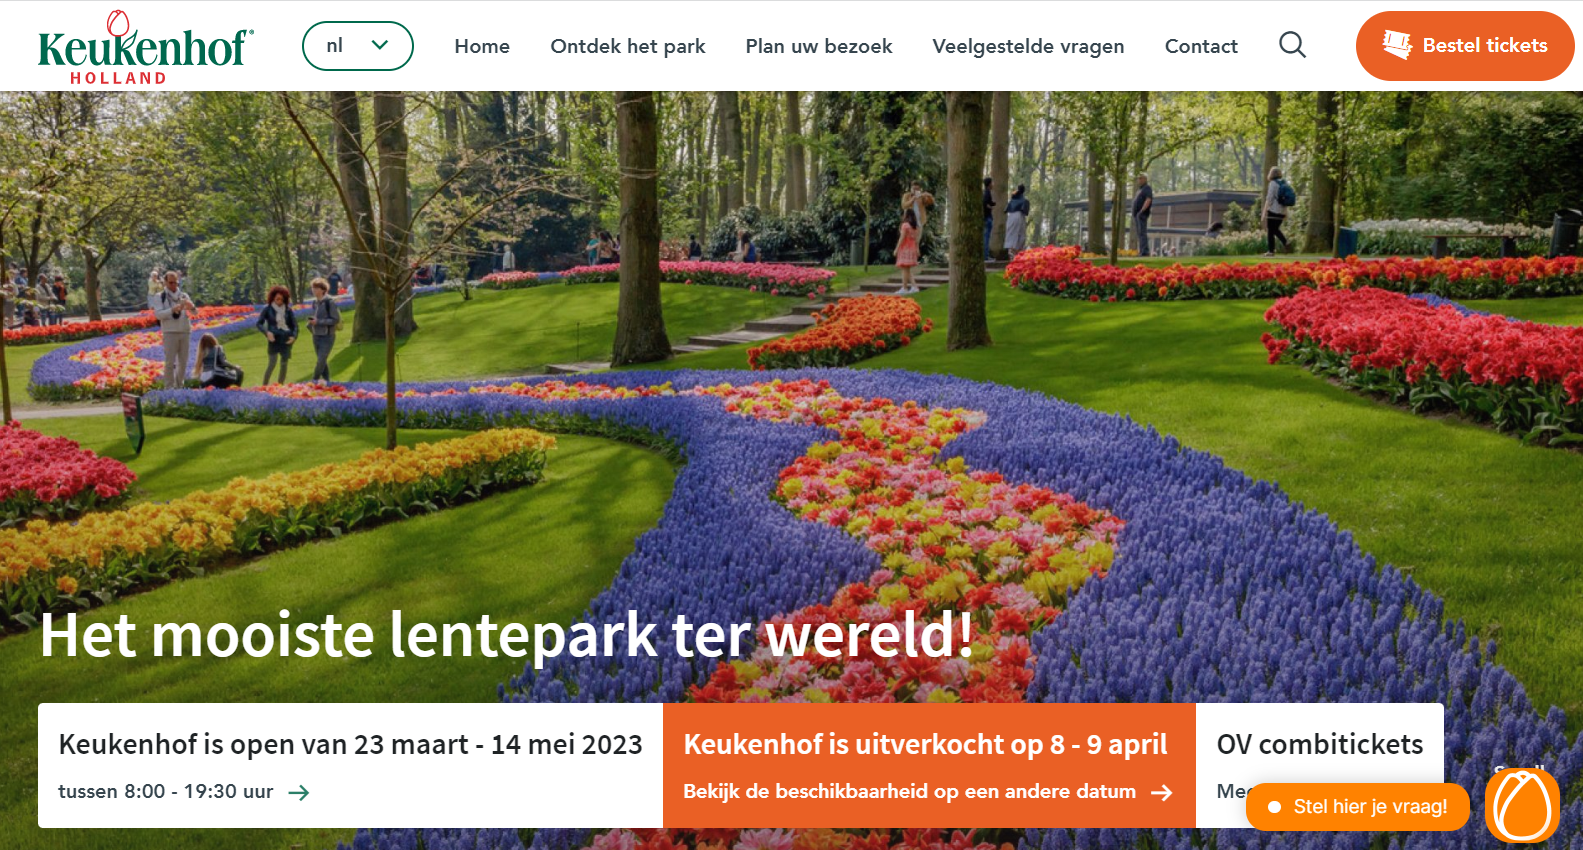 Keukenhof
HOLLAND
nl
Home
Ontdek het park
Plan uw bezoek
Veelgestelde vragen
Contact
Bestel tickets
Het mooiste lentepark ter wereld!
Keukenhof is open van 23 maart - 14 mei 2023
tussen 8:00 - 19:30 uur
Keukenhof is uitverkocht op 8 - 9 april
Bekijk de beschikbaarheid op een andere datum
OV combitickets
Stel hier je vraag!